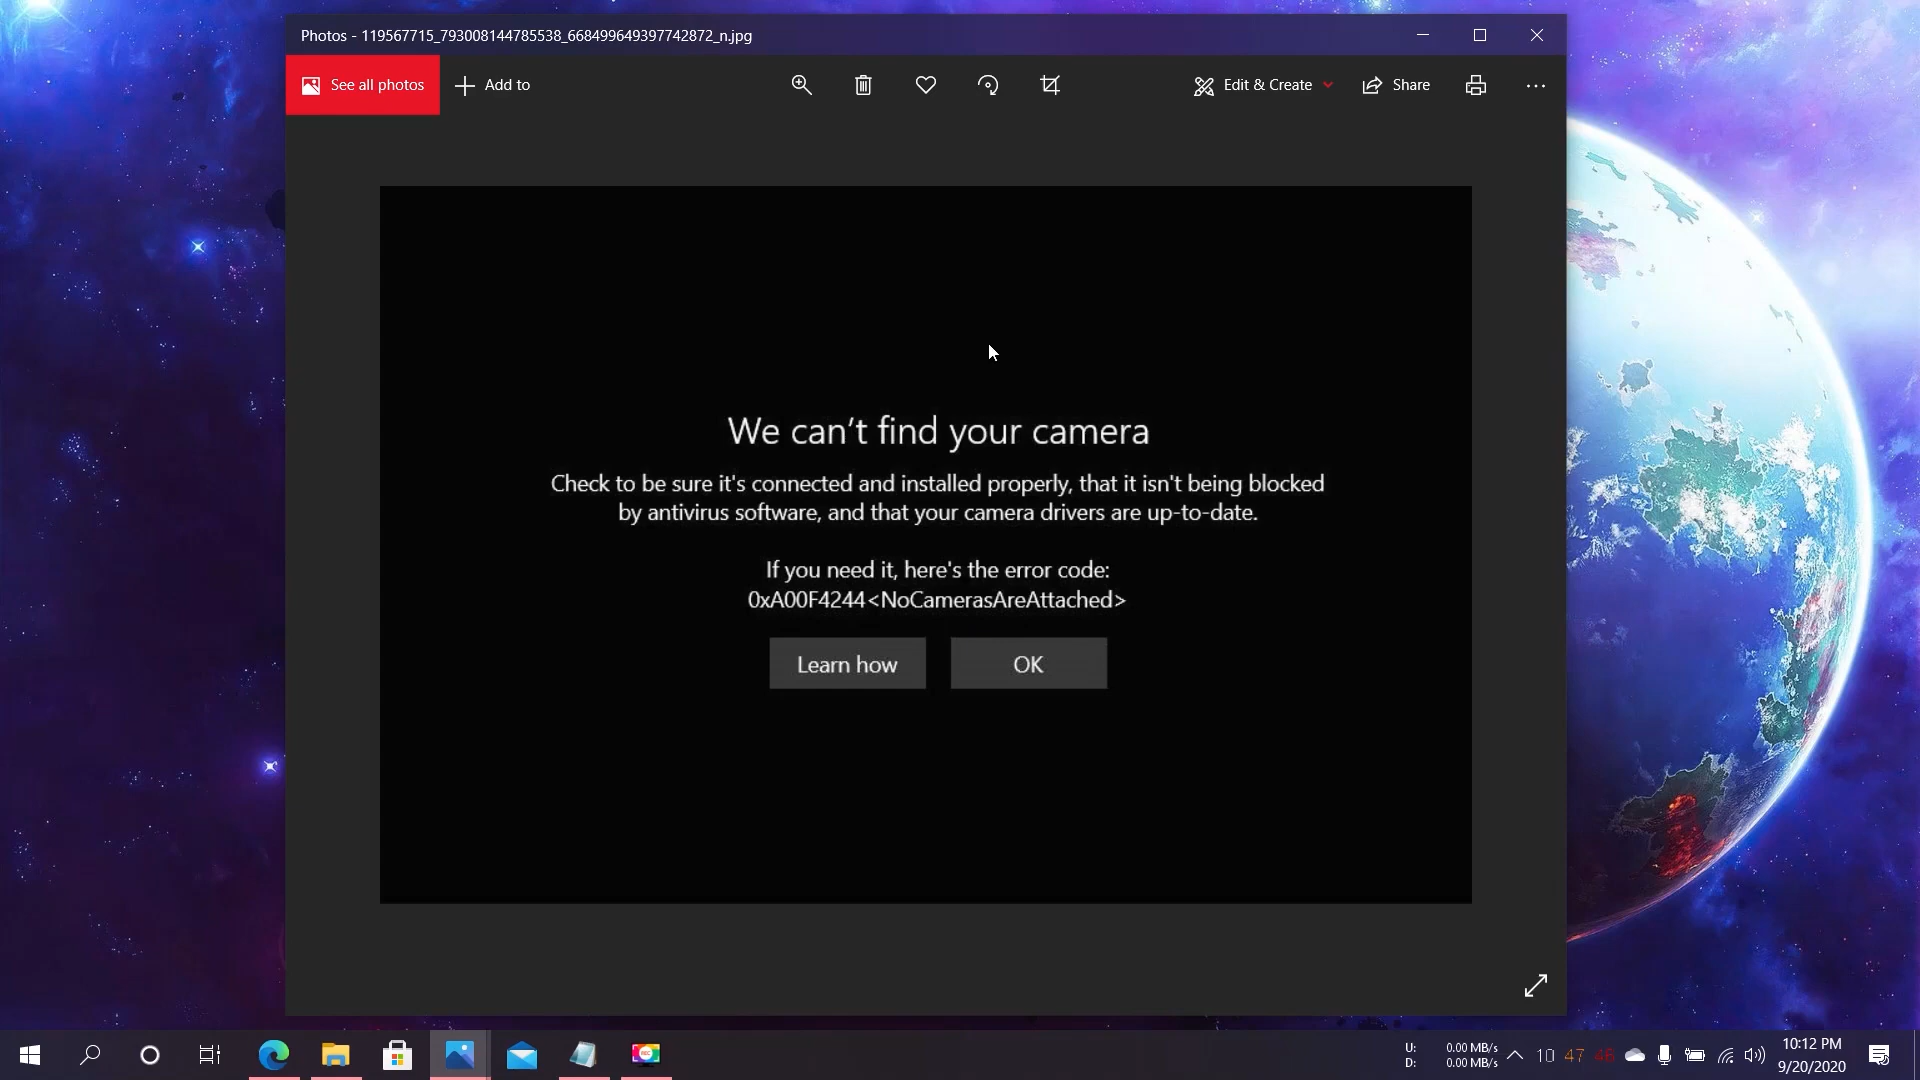 Photos - 119567715_793008144785538_668499649397742872_n.jpg
See all photos
Add to
Edit & Create
Share
We can't find your camera
Check to be sure it's connected and installed properly, that it isn't being blocked
by antivirus software, and that your camera drivers are up-to-date.
If you need it, here's the error code:
0xA00F4244<NoCamerasAreAttached>
Learn how
OK
U: 0.00 MB/s
D: 0.00 MB/s
10 47 46
10:12 PM
9/20/2020